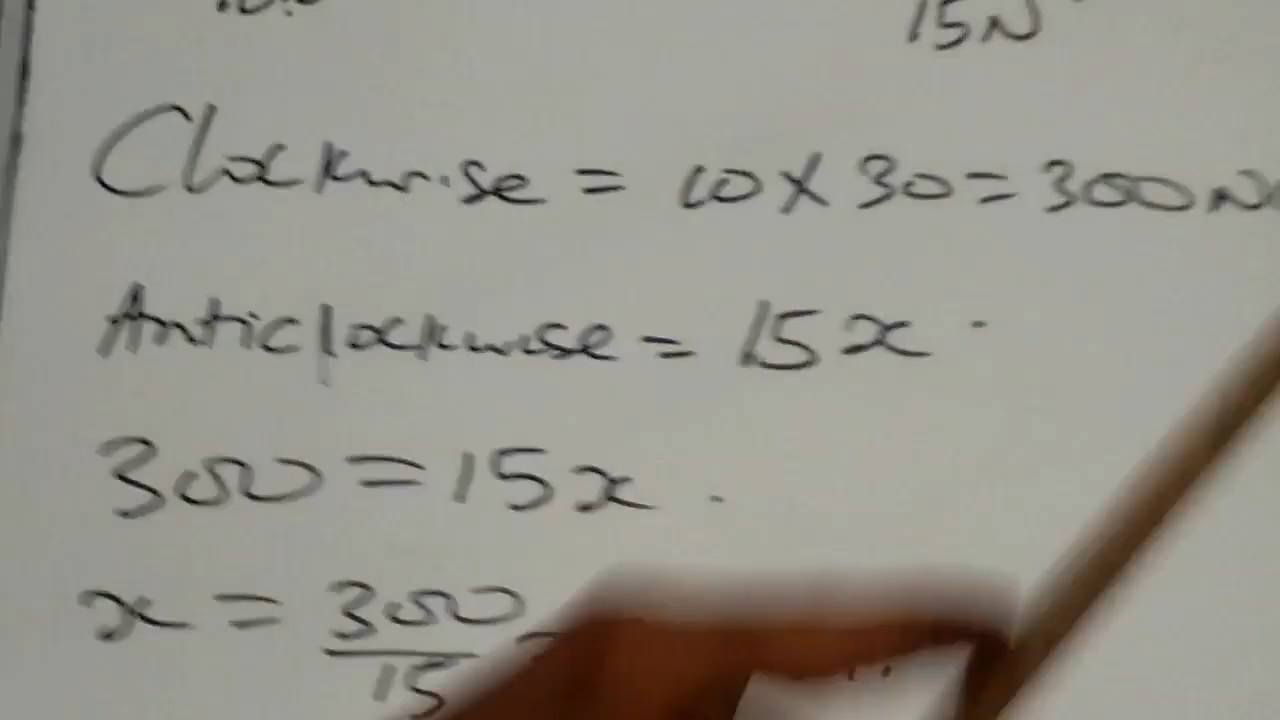 15N
Clockwise = 10 x 30 = 300N
Anticlockwise = 15x
300 = 15x
x = 300
15